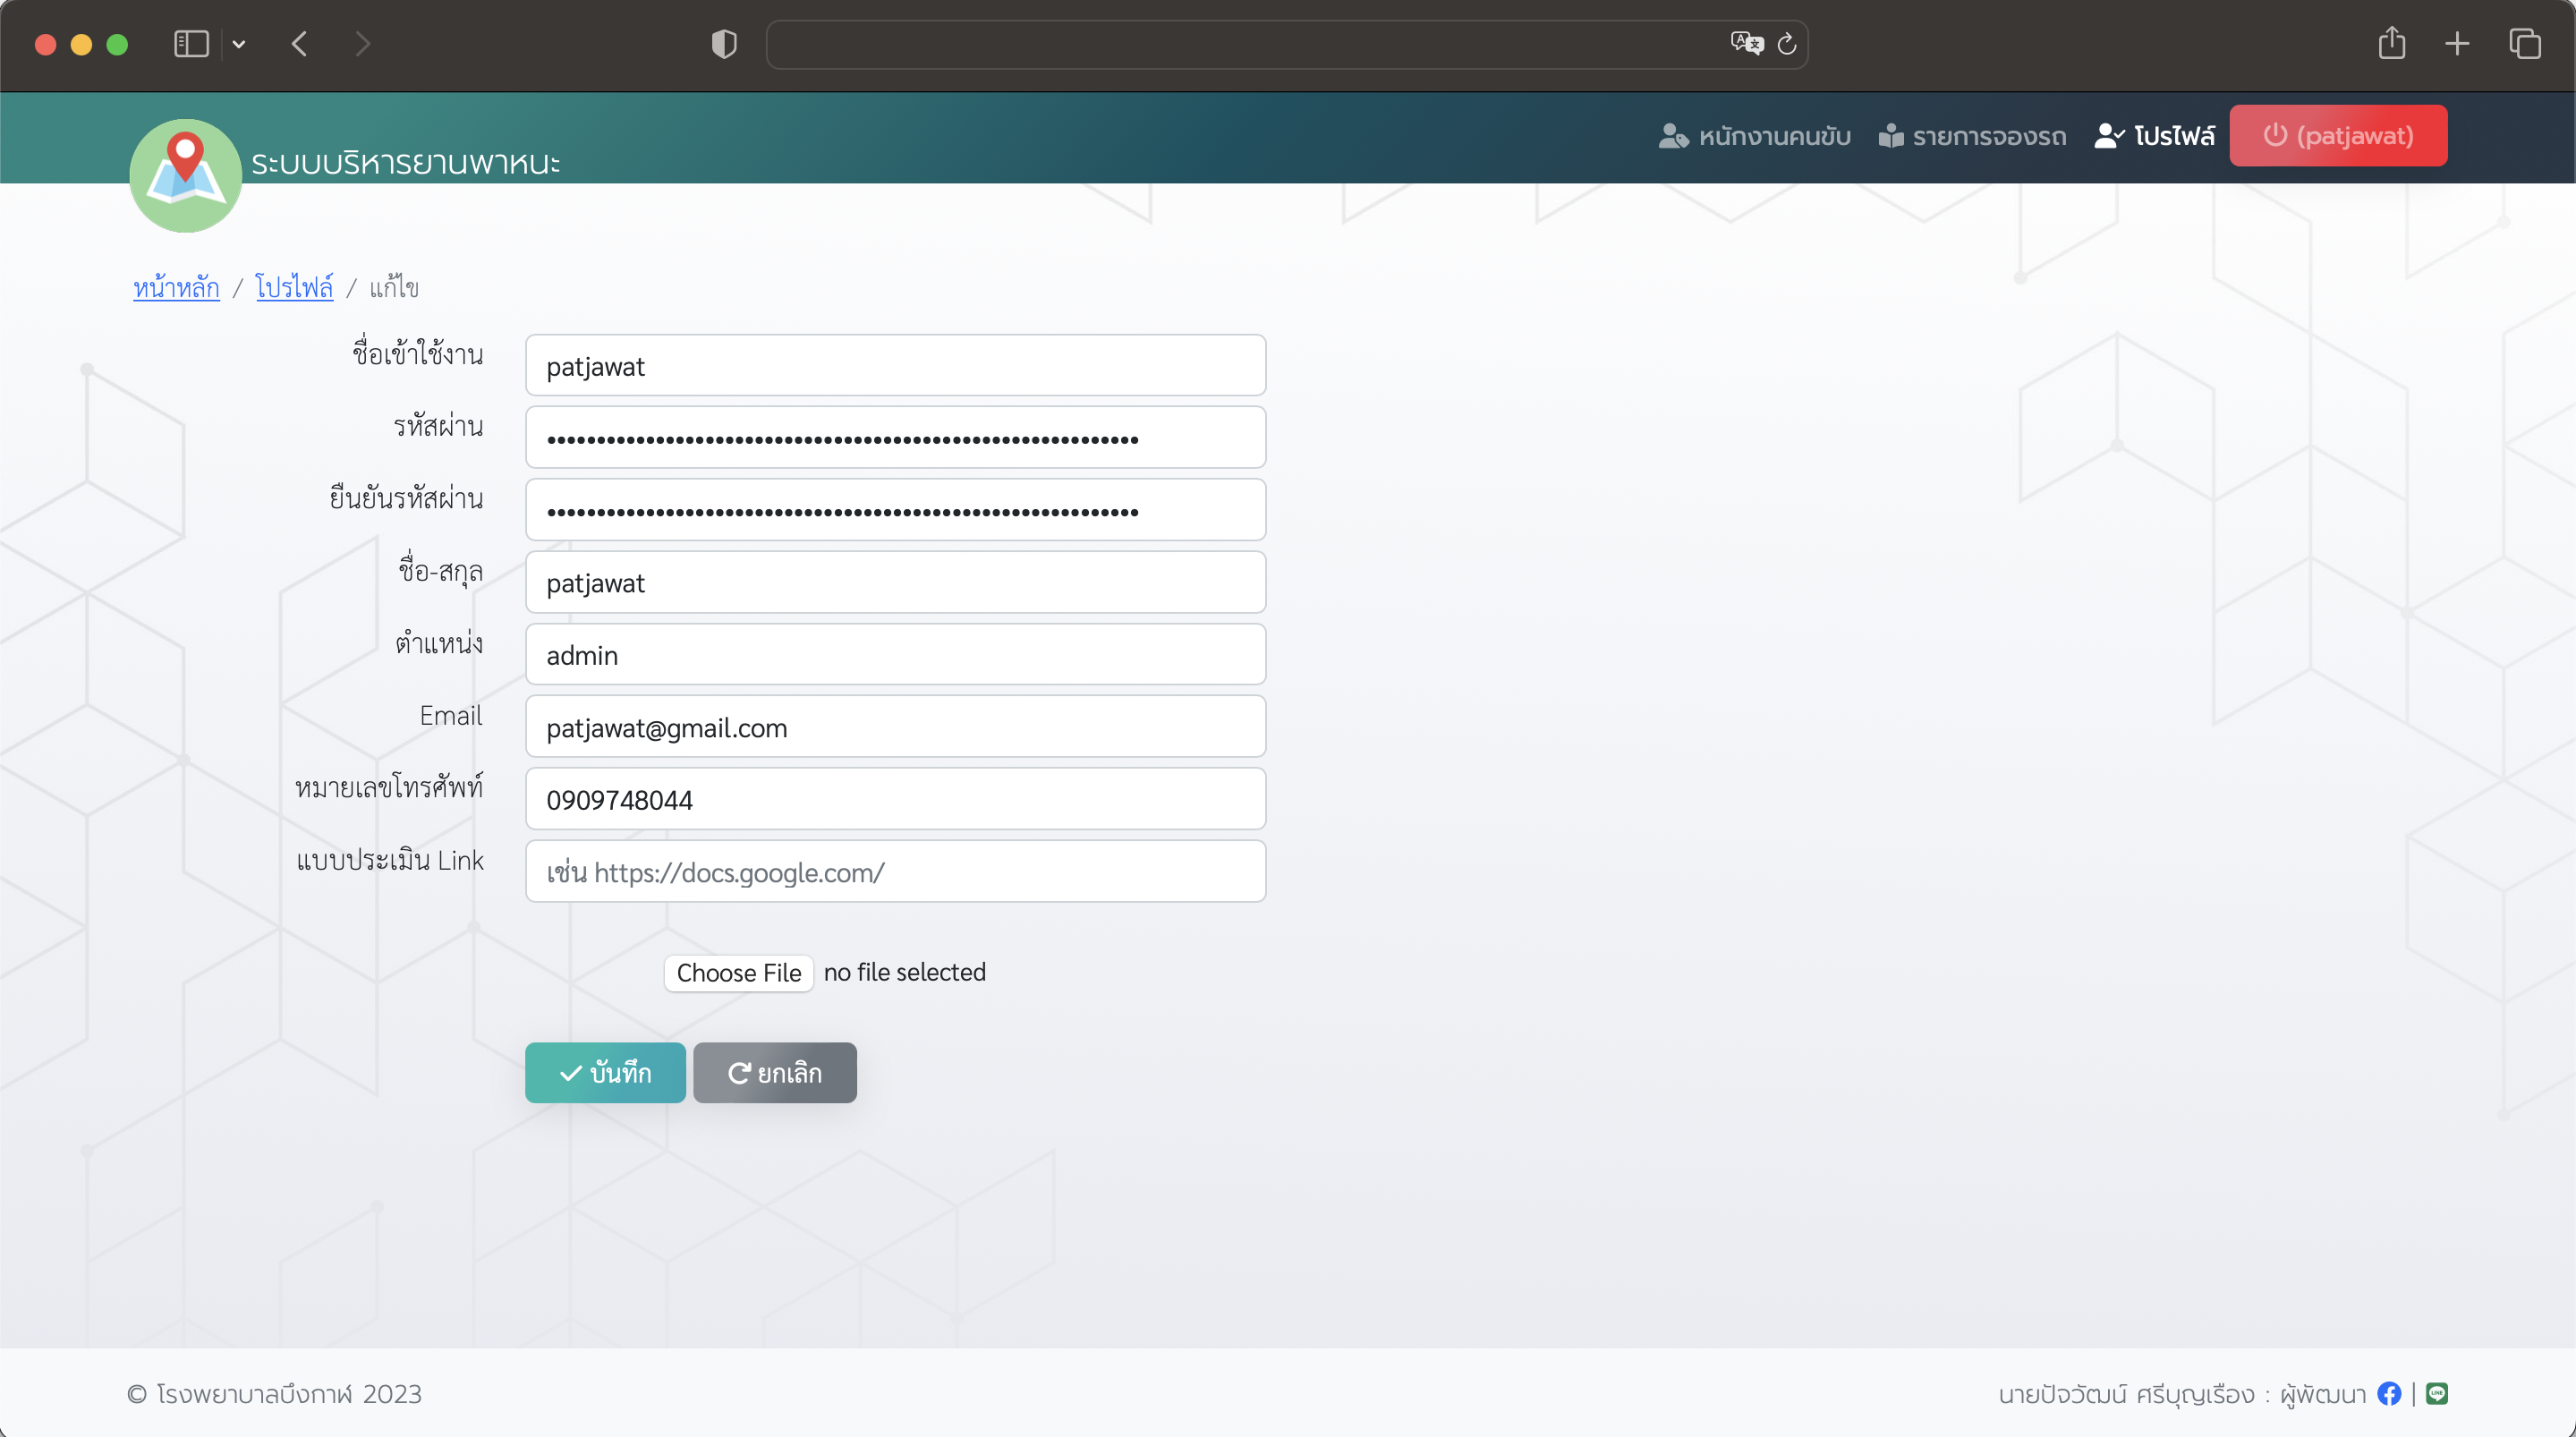 ระบบบริหารยานพาหนะ
หนักงานคนขับ รายการจองรถ โปรไฟล์ (patjawat)
หน้าหลัก / โปรไฟล์ / แก้ไข
ชื่อเข้าใช้งาน patjawat
รหัสผ่าน ••••••••••••••••••••••••••••••••••••••••••••••••••••••••••••
ยืนยันรหัสผ่าน ••••••••••••••••••••••••••••••••••••••••••••••••••••••••••••
ชื่อ-สกุล patjawat
ตำแหน่ง admin
Email patjawat@gmail.com
หมายเลขโทรศัพท์ 0909748044
แบบประเมิน Link เช่น https://docs.google.com/
Choose File no file selected
บันทึก ยกเลิก
© โรงพยาบาลบึงกาฬ 2023
นายปัจวัฒน์ ศรีบุญเรือง : ผู้พัฒนา |